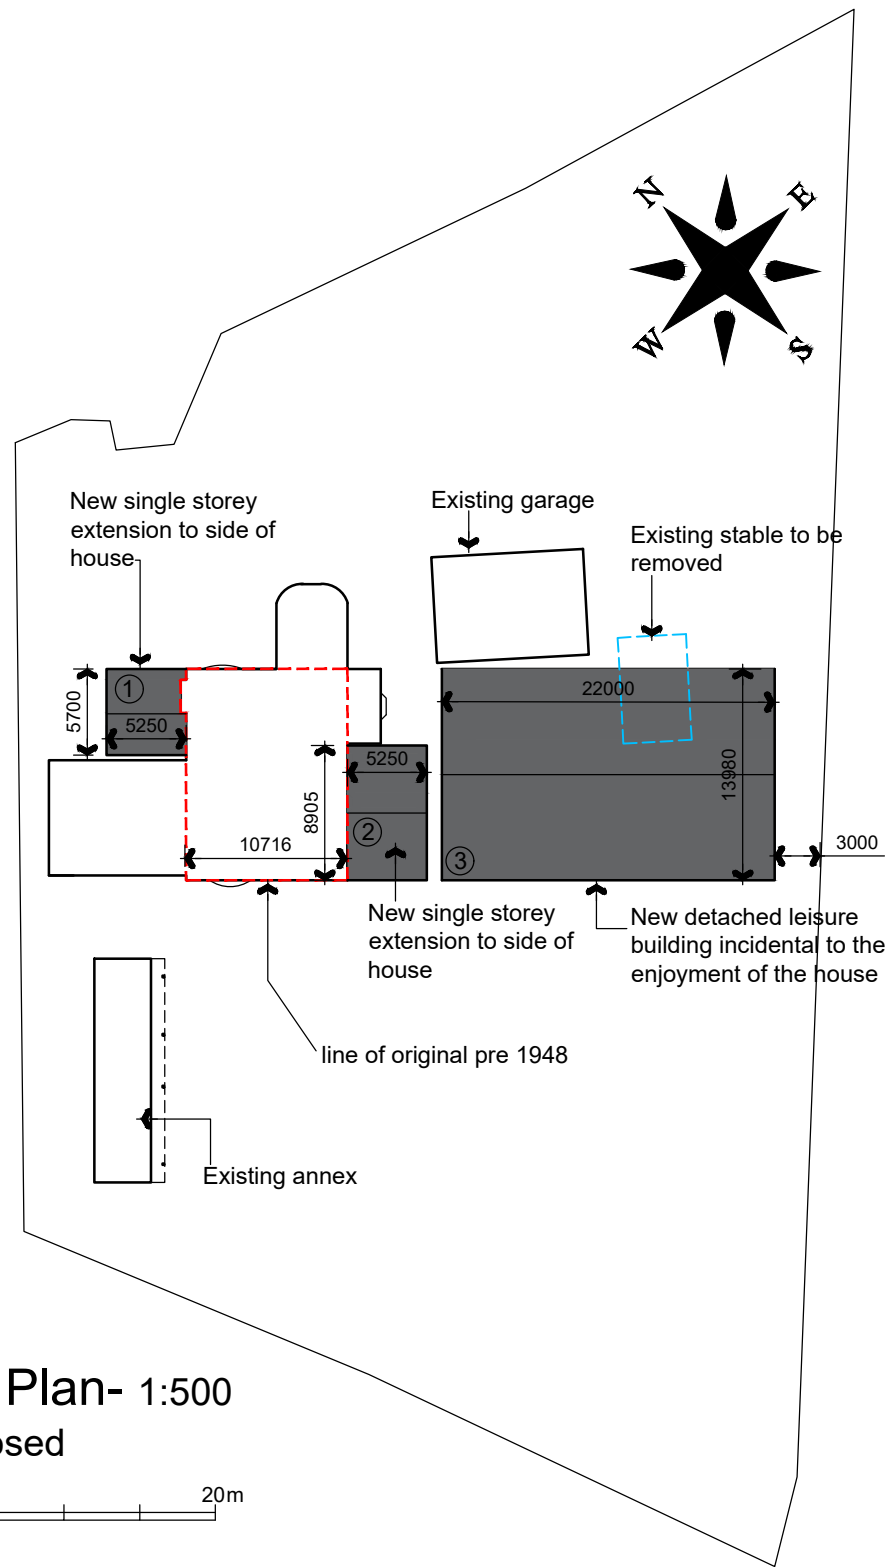 N
E
W
S
New single storey
extension to side of
house
Existing garage
Existing stable to be
removed
1
5700
5250
22000
13980
5250
8905
10716
2
3
3000
New single storey
extension to side of
house
New detached leisure
building incidental to the
enjoyment of the house
line of original pre 1948
Existing annex
Plan- 1:500
osed
20m